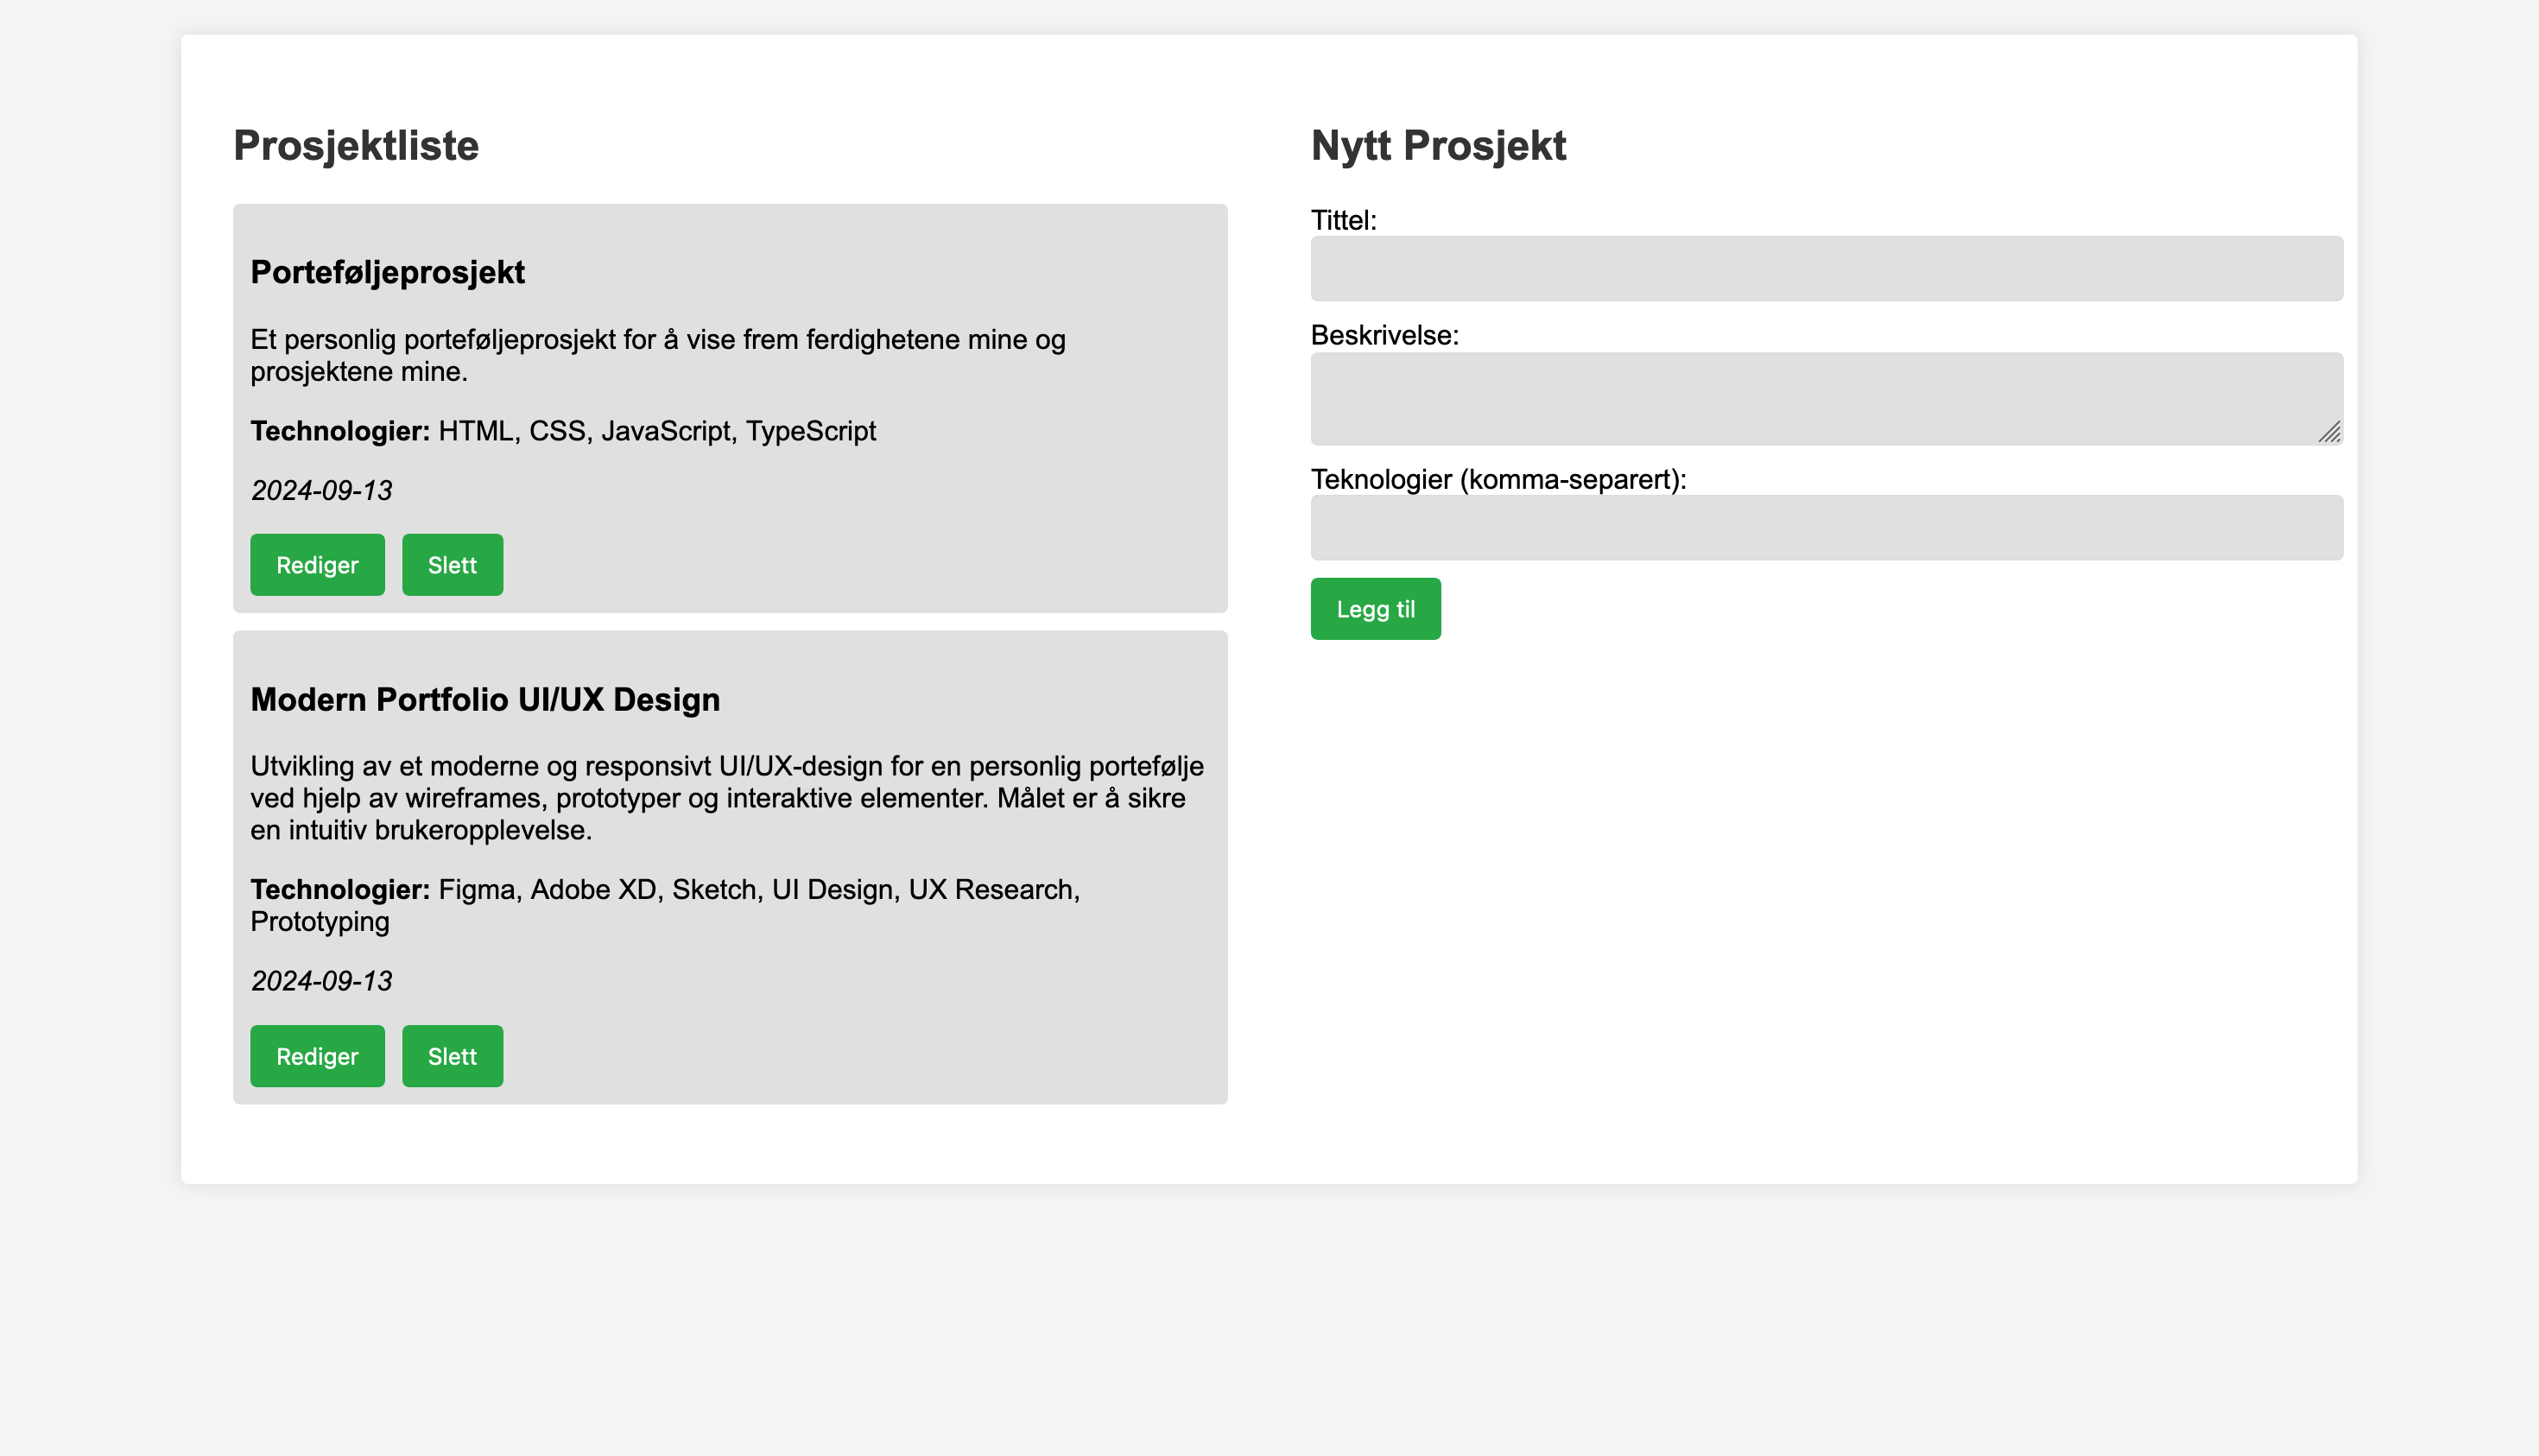 Prosjektliste
Porteføljeprosjekt
Et personlig porteføljeprosjekt for å vise frem ferdighetene mine og
prosjektene mine.
Technologier: HTML, CSS, JavaScript, TypeScript
2024-09-13
Rediger Slett
Modern Portfolio UI/UX Design
Utvikling av et moderne og responsivt UI/UX-design for en personlig portefølje
ved hjelp av wireframes, prototyper og interaktive elementer. Målet er å sikre
en intuitiv brukeropplevelse.
Technologier: Figma, Adobe XD, Sketch, UI Design, UX Research,
Prototyping
2024-09-13
Rediger Slett
Nytt Prosjekt
Tittel:
Beskrivelse:
Teknologier (komma-separert):
Legg til